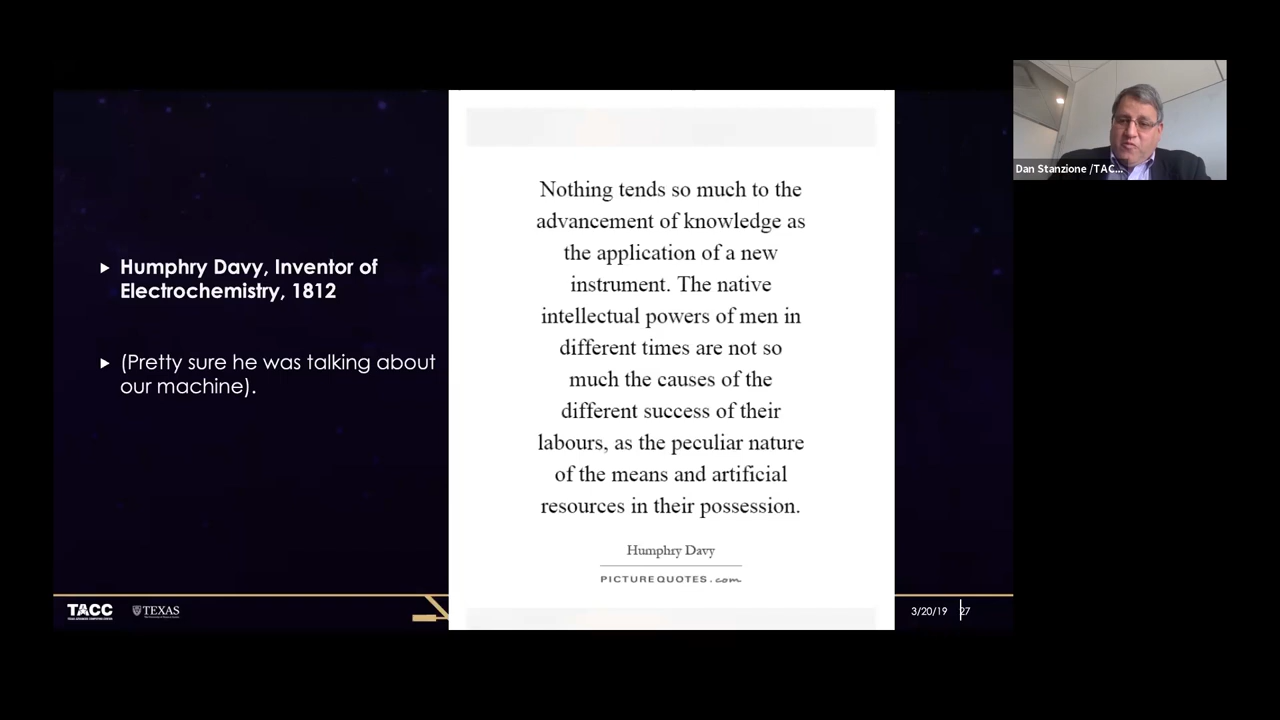 Humphry Davy, Inventor of
Electrochemistry, 1812
(Pretty sure he was talking about
our machine).
Nothing tends so much to the
advancement of knowledge as
the application of a new
instrument. The native
intellectual powers of men in
different times are not so
much the causes of the
different success of their
labours, as the peculiar nature
of the means and artificial
resources in their possession.
Humphry Davy
PICTUREQUOTES.com
Dan Stanzione /TAC...
TACC
TEXAS
3/20/19
27